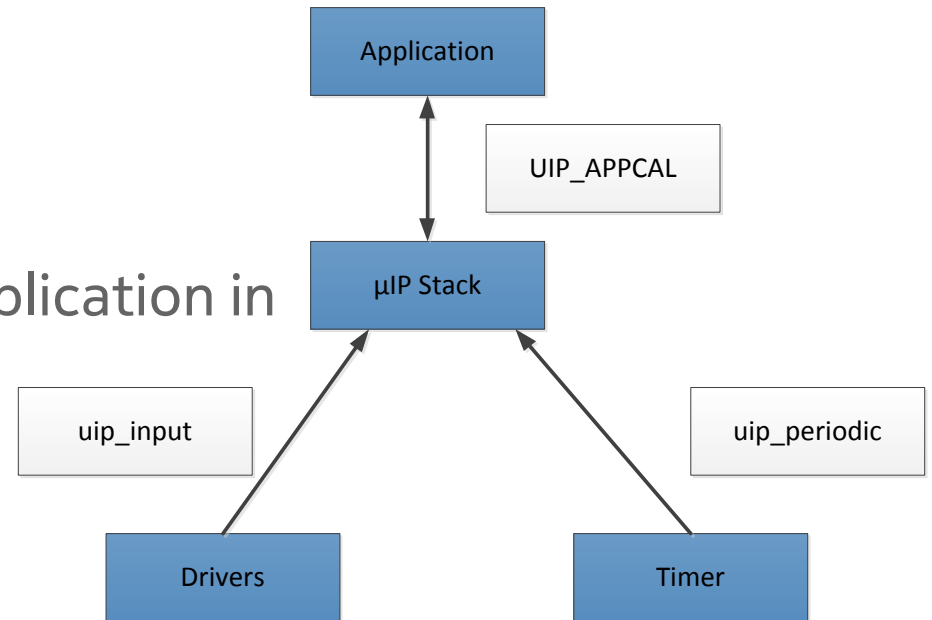 Application
UIP_APPCAL
plication in
µIP Stack
uip_input
uip_periodic
Drivers
Timer